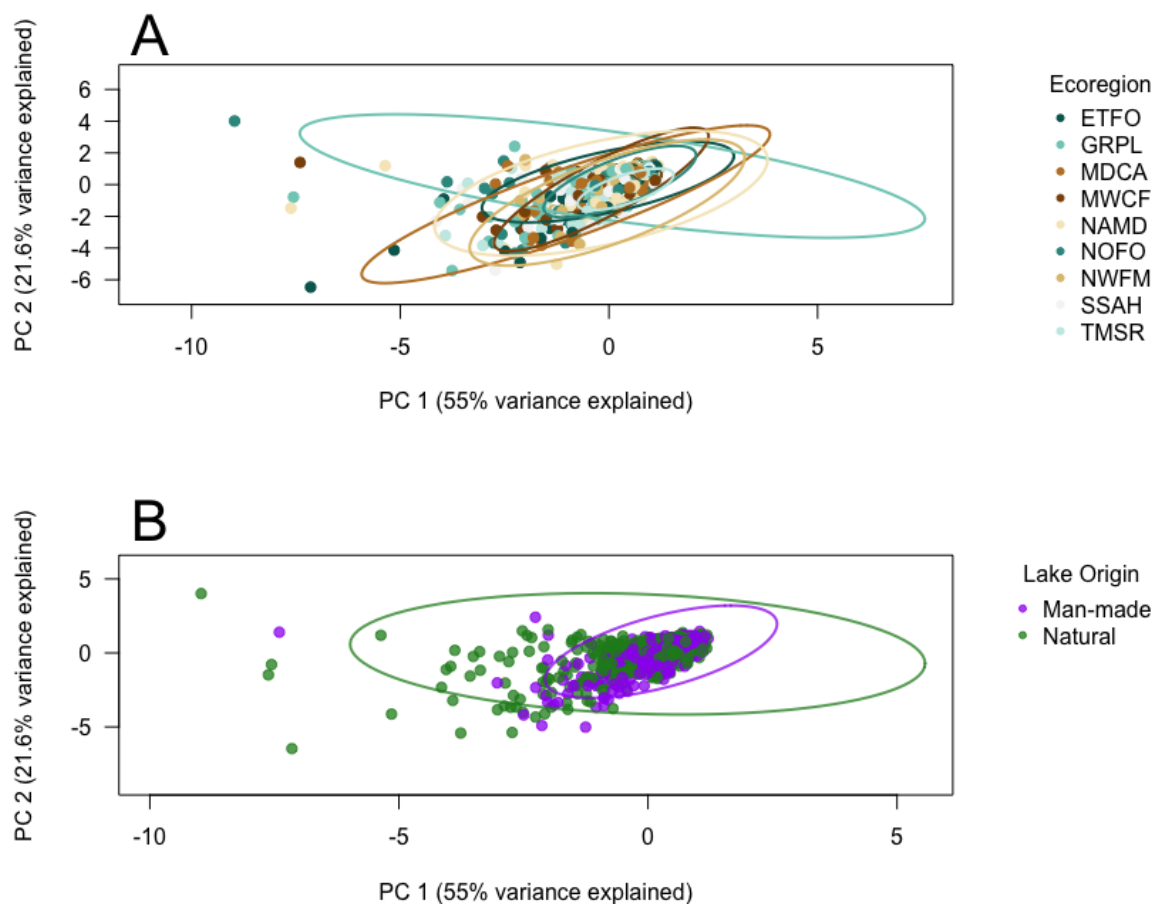 A
PC 2 (21.6% variance explained)
6
4
2
0
-2
-4
-6
-10
-5
0
5
PC 1 (55% variance explained)
Ecoregion
ETFO
GRPL
MDCA
MWCF
NAMD
NOFO
NWFM
SSAH
TMSR
B
PC 2 (21.6% variance explained)
5
0
-5
-10
-5
0
5
PC 1 (55% variance explained)
Lake Origin
Man-made
Natural